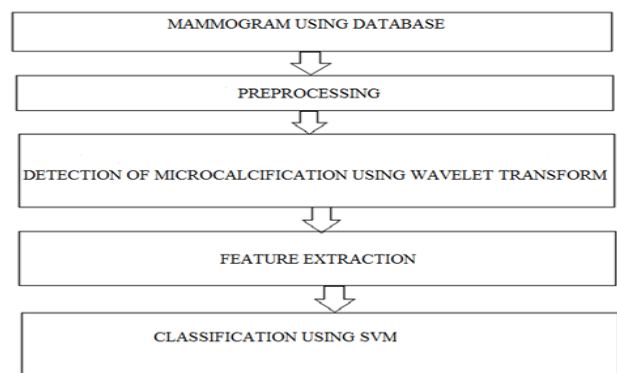 MAMMOGRAM USING DATABASE
PREPROCESSING
DETECTION OF MICROCALCIFICATION USING WAVELET TRANSFORM
FEATURE EXTRACTION
CLASSIFICATION USING SVM